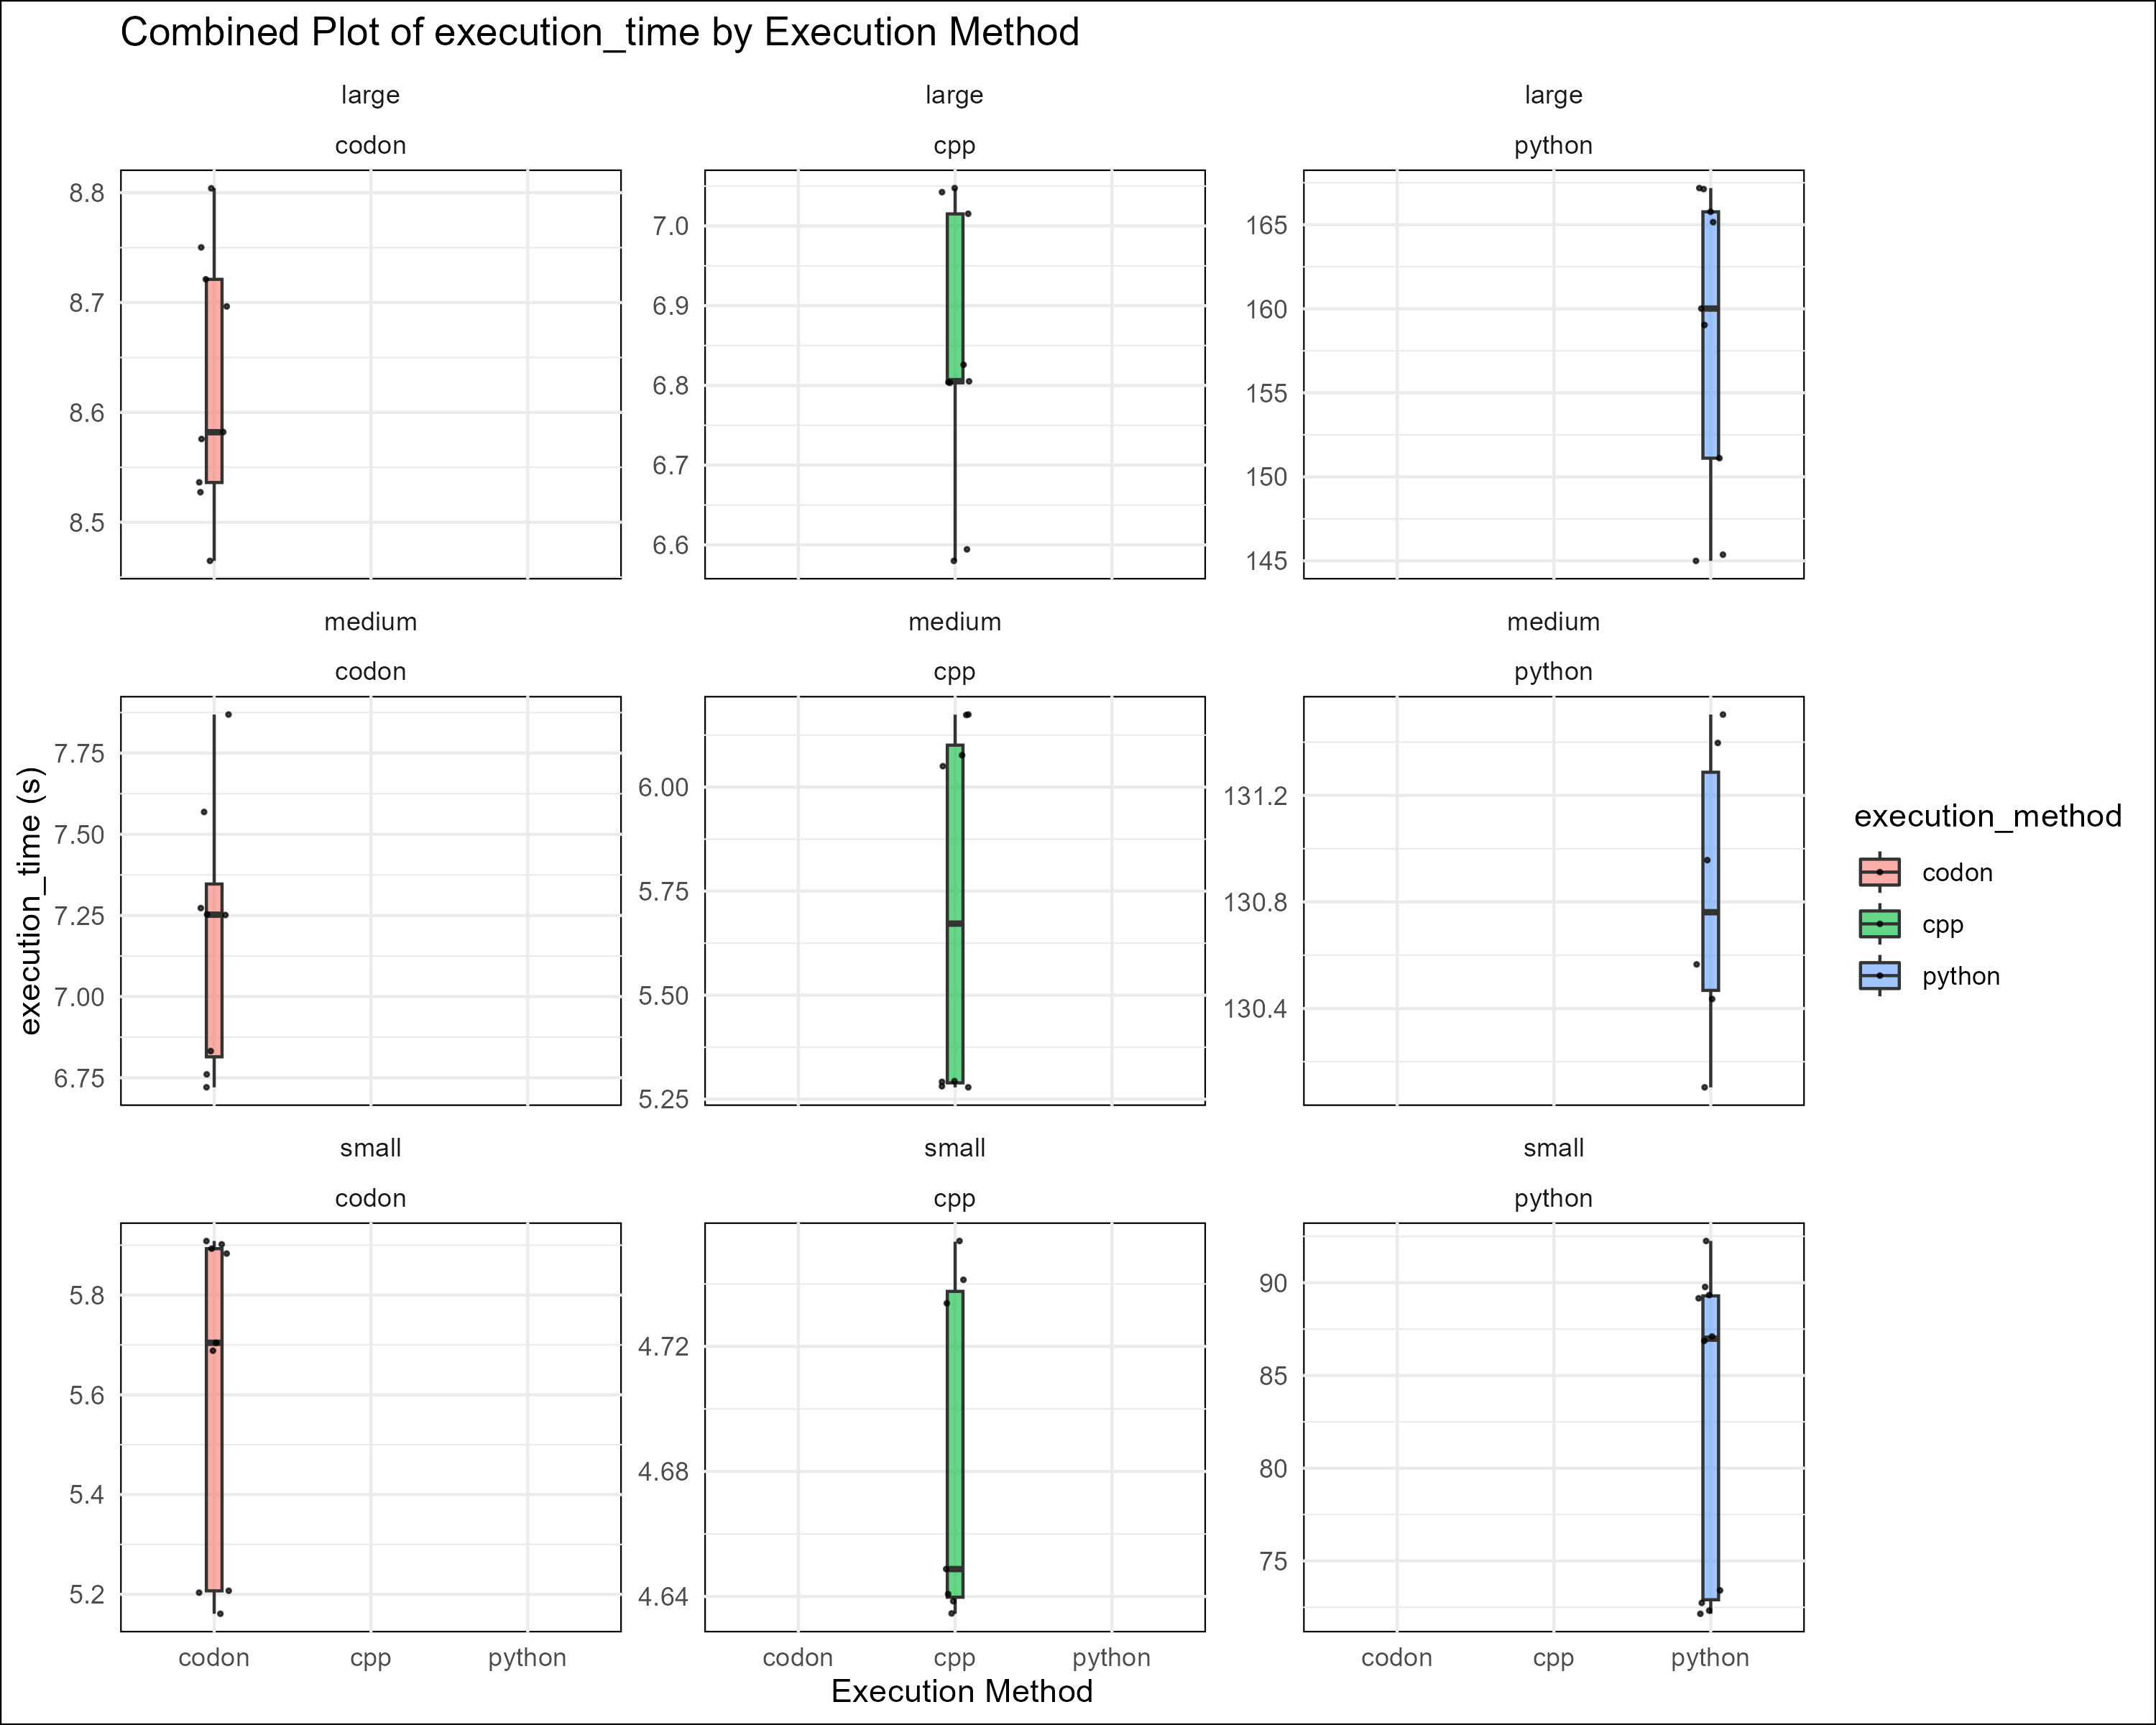 Combined Plot of execution_time by Execution Method
large
large
large
codon
cpp
python
8.8
8.7
8.6
8.5
7.0
6.9
6.8
6.7
6.6
165
160
155
150
145
medium
medium
medium
codon
cpp
python
7.75
7.50
7.25
7.00
6.75
6.00
5.75
5.50
5.25
131.2
130.8
130.4
small
small
small
codon
cpp
python
5.8
5.6
5.4
5.2
4.72
4.68
4.64
90
85
80
75
codon cpp python
codon cpp python
codon cpp python
Execution Method
execution_time (s)
execution_method
codon
cpp
python